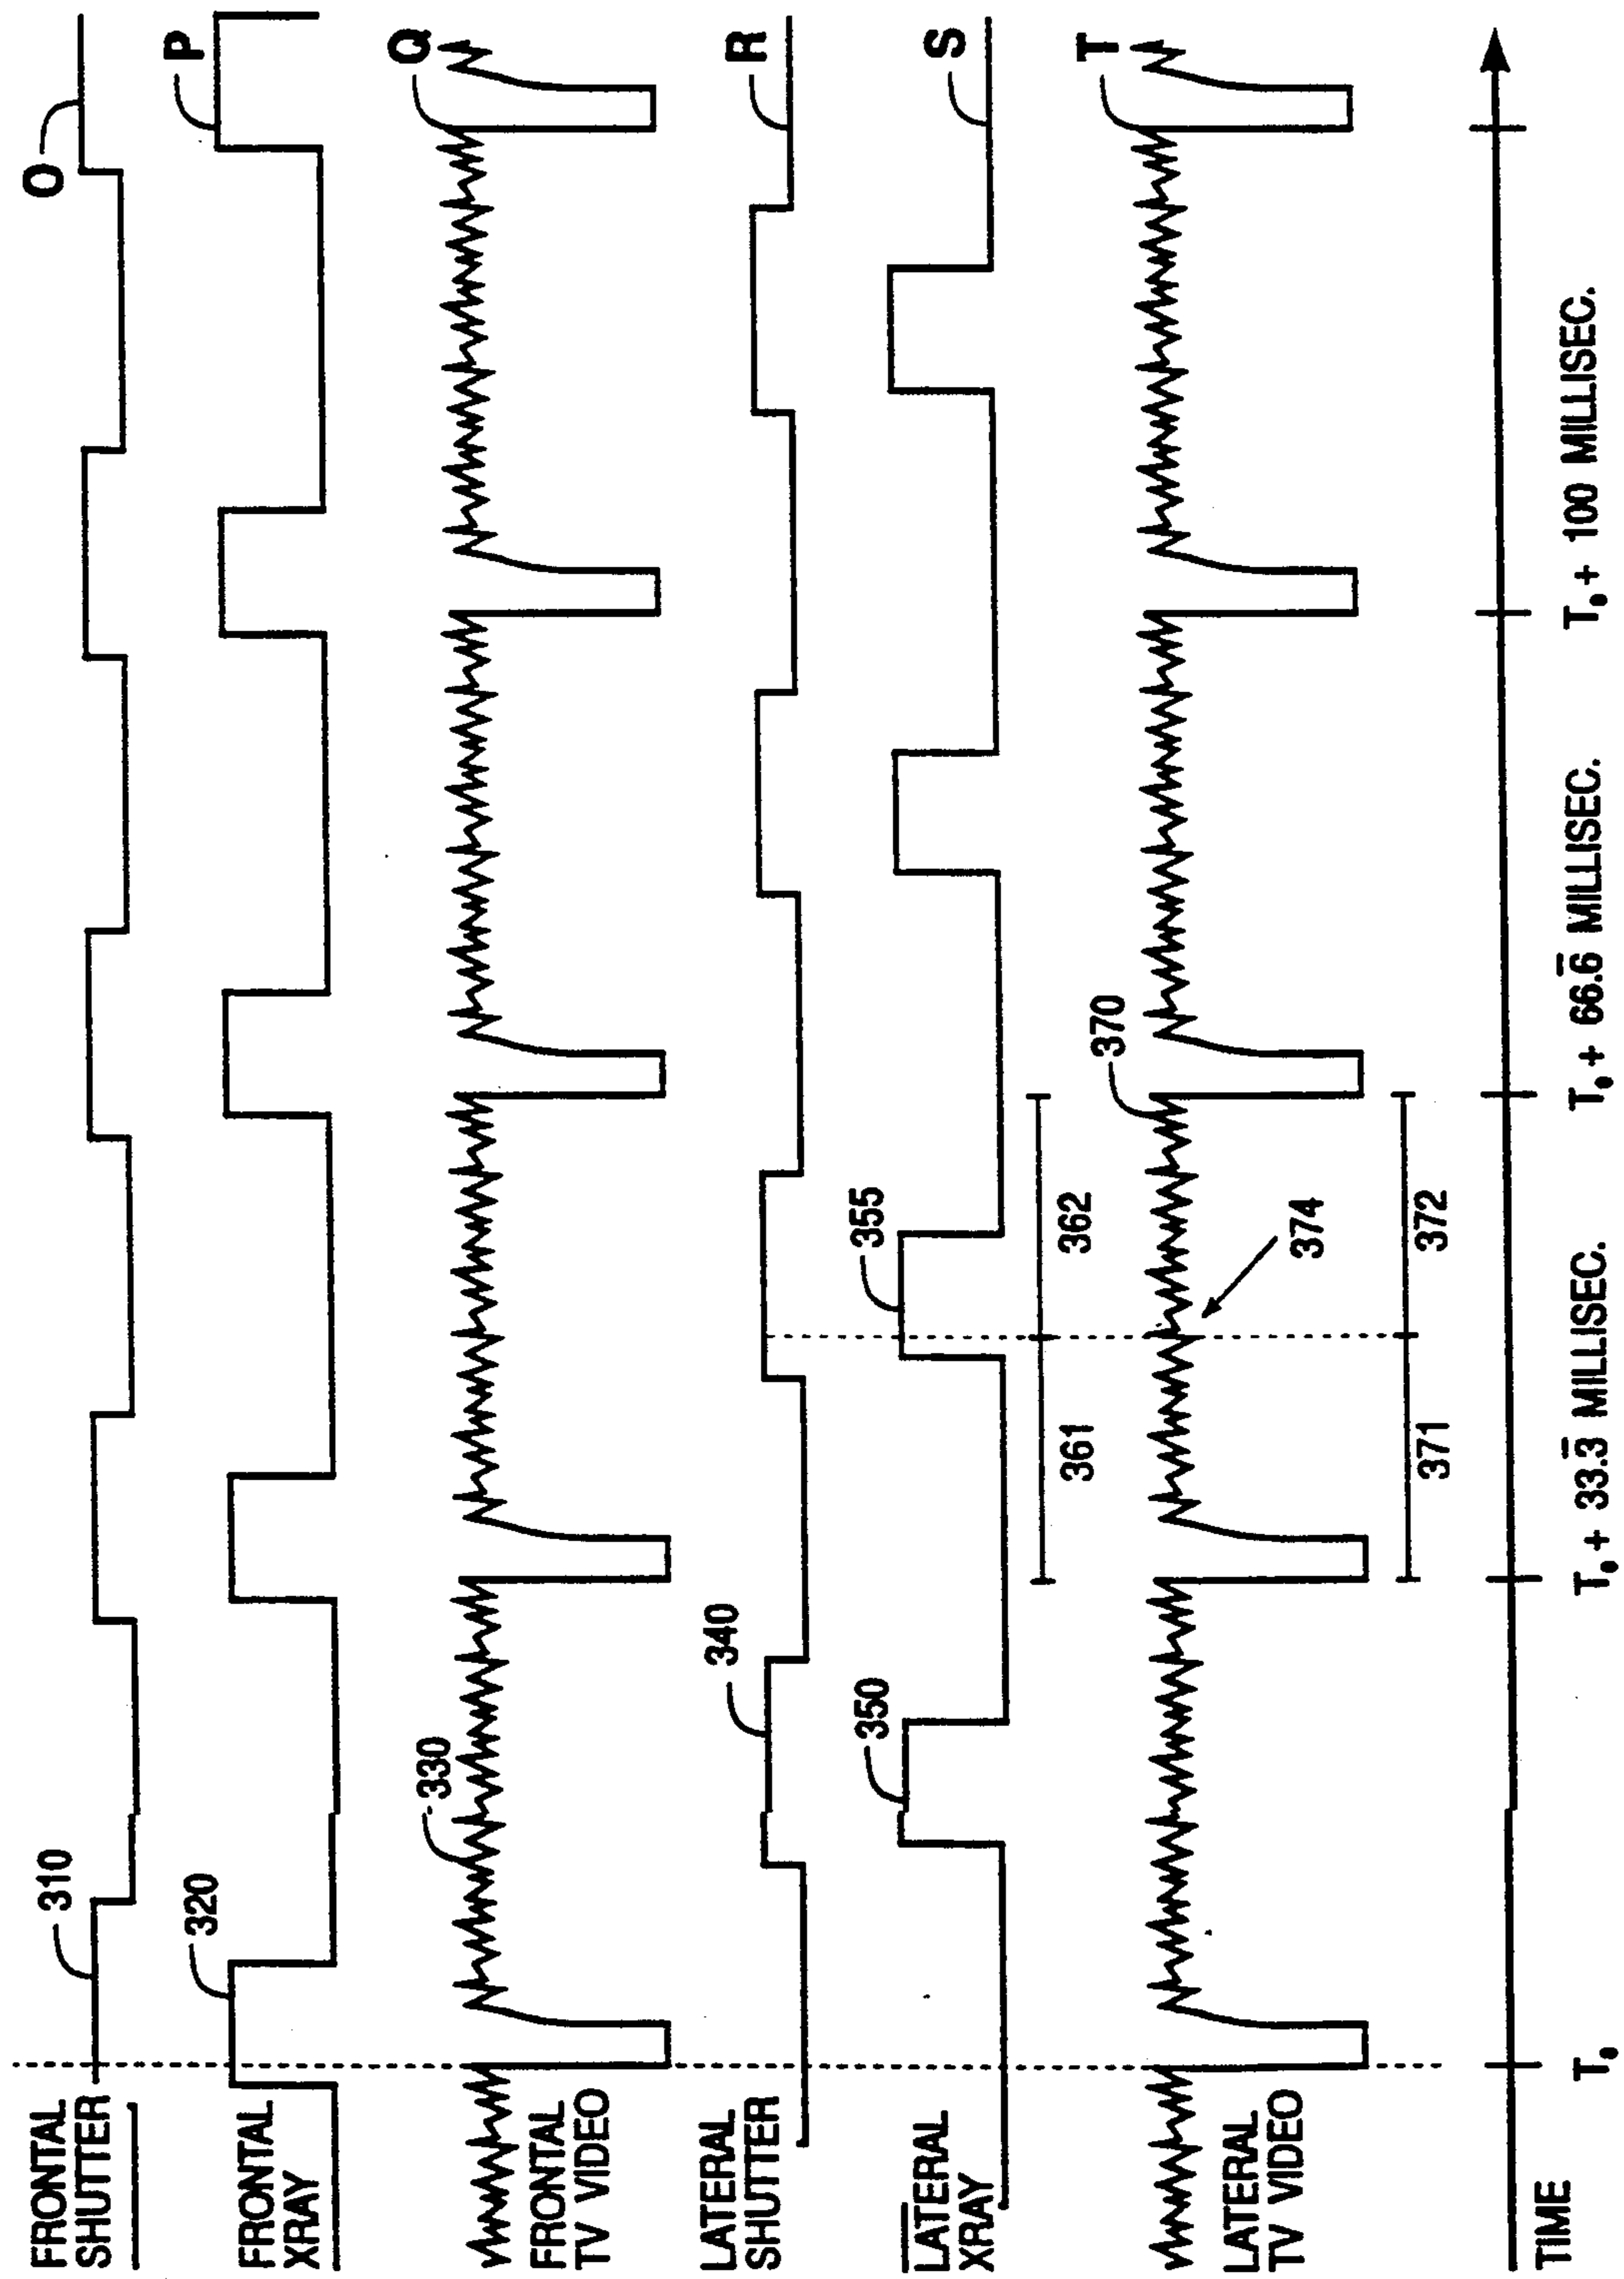 FRONTAL
SHUTTER
310
O
FRONTAL
XRAY
320
P
FRONTAL
TV VIDEO
330
Q
LATERAL
SHUTTER
340
R
LATERAL
XRAY
350
355
S
361
362
LATERAL
TV VIDEO
370
T
374
371
372
TIME
T₀
T₀ + 33.3̅ MILLISEC.
T₀ + 66.6̅ MILLISEC.
T₀ + 100 MILLISEC.